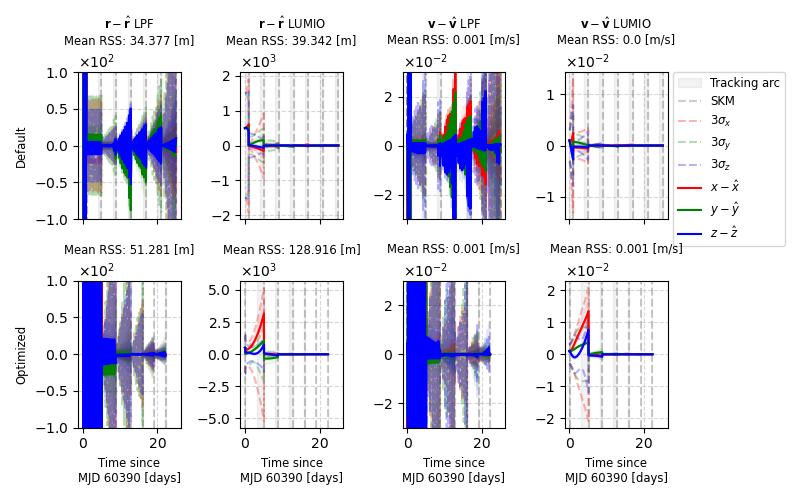 r − r̂ LPF
Mean RSS: 34.377 [m]
r − r̂ LUMIO
Mean RSS: 39.342 [m]
v − v̂ LPF
Mean RSS: 0.001 [m/s]
v − v̂ LUMIO
Mean RSS: 0.0 [m/s]
×10²
×10³
×10⁻²
×10⁻²
Default
1.0
0.5
0.0
−0.5
−1.0
2
1
0
−1
−2
2
0
−2
1
0
−1
Tracking arc
SKM
3σx
3σy
3σz
x − x̂
y − ŷ
z − ẑ
Mean RSS: 51.281 [m]
Mean RSS: 128.916 [m]
Mean RSS: 0.001 [m/s]
Mean RSS: 0.001 [m/s]
×10²
×10³
×10⁻²
×10⁻²
Optimized
1.0
0.5
0.0
−0.5
−1.0
5.0
2.5
0.0
−2.5
−5.0
2
0
−2
2
1
0
−1
−2
0 20
0 20
0 20
0 20
Time since
MJD 60390 [days]
Time since
MJD 60390 [days]
Time since
MJD 60390 [days]
Time since
MJD 60390 [days]